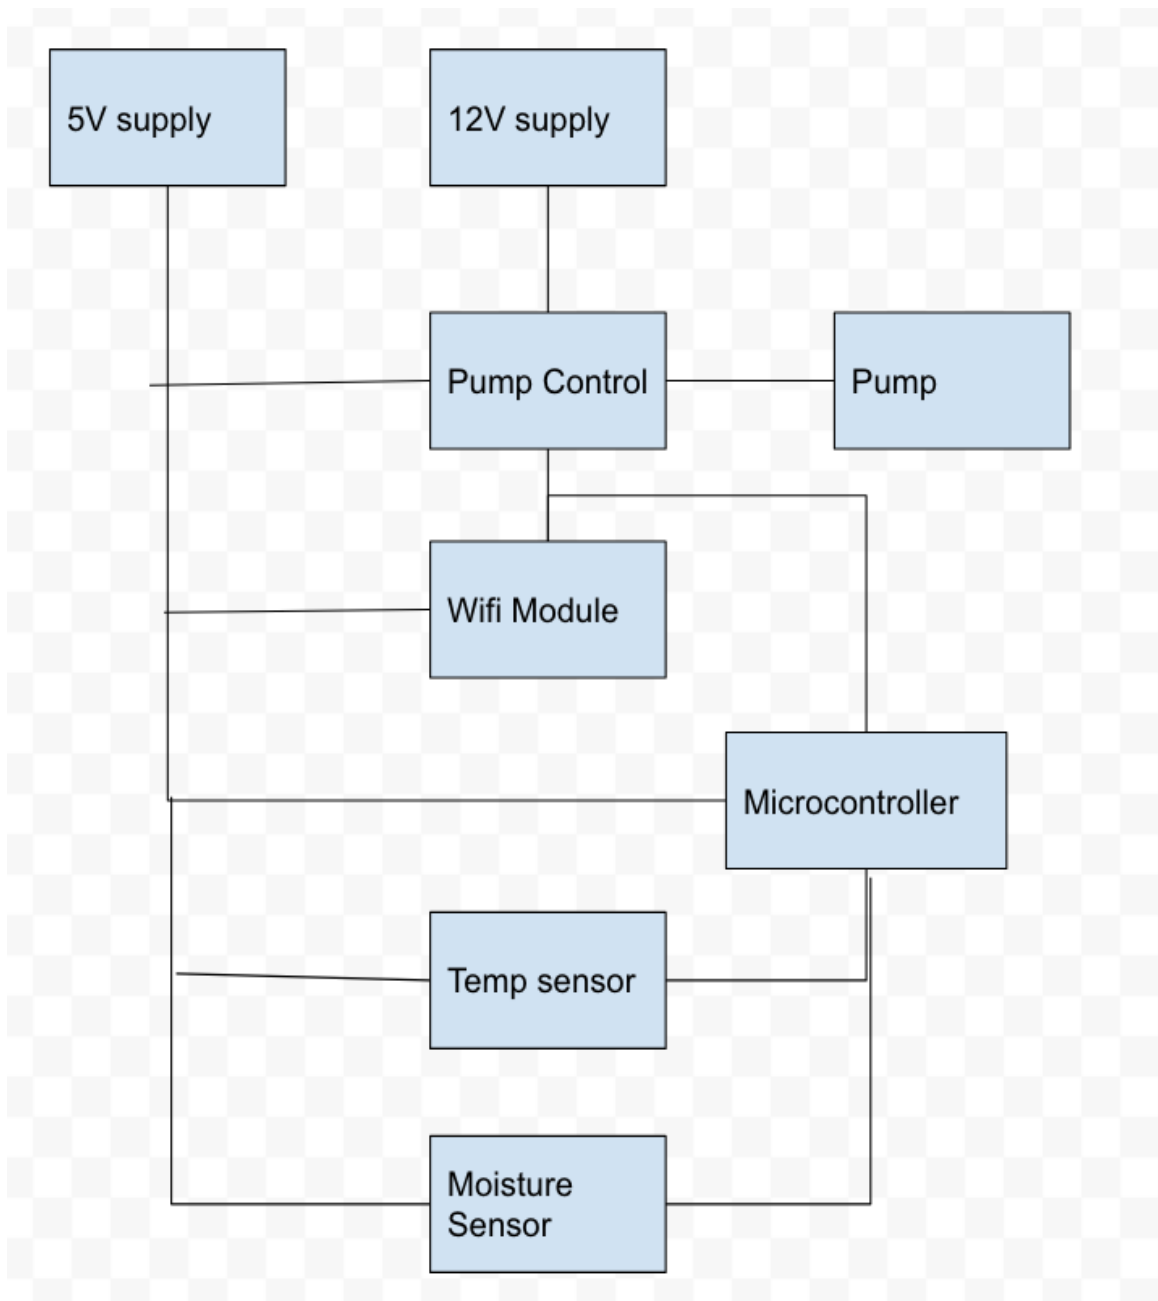 5V supply
12V supply
Pump Control
Pump
Wifi Module
Microcontroller
Temp sensor
Moisture
Sensor